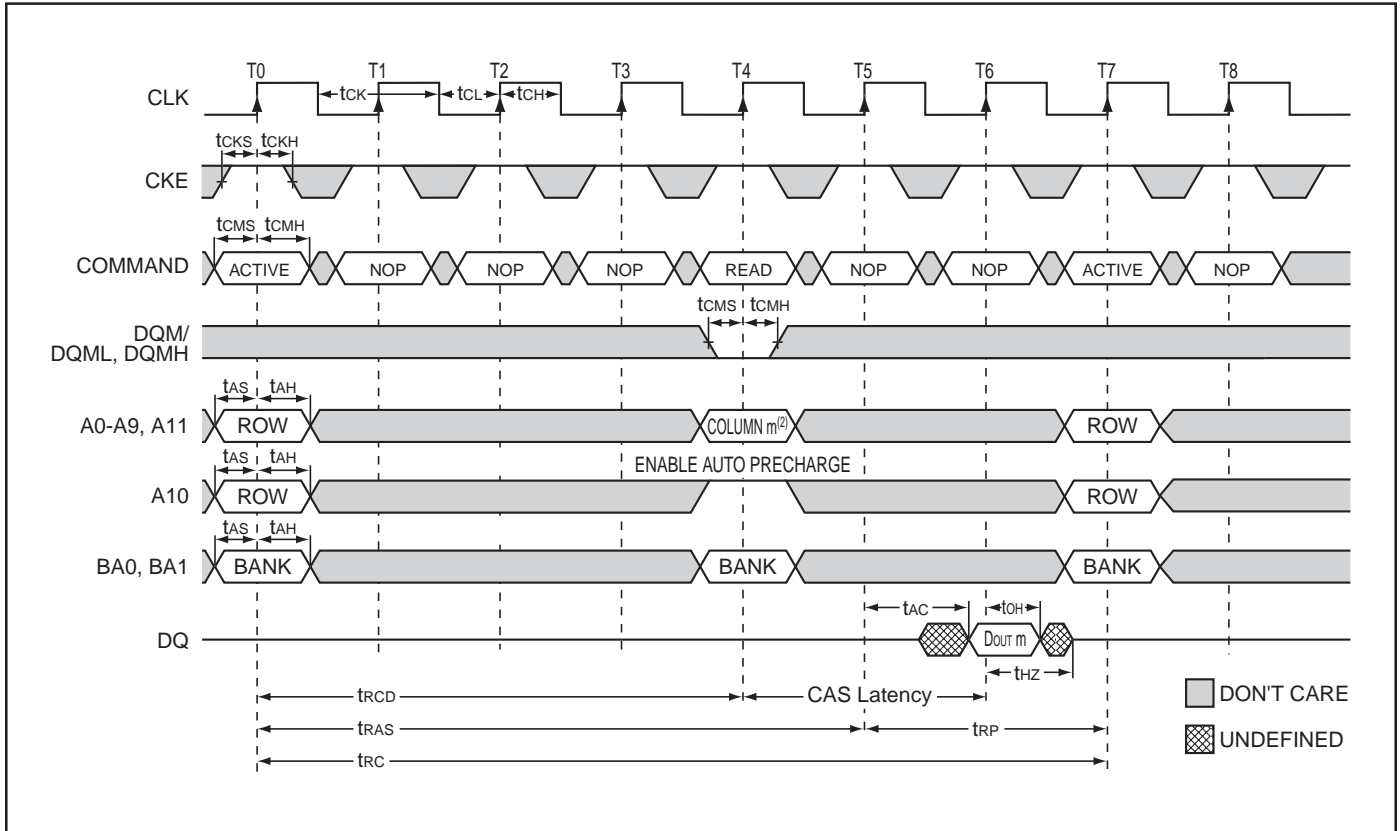 T0 T1 T2 T3 T4 T5 T6 T7 T8
CLK tCK tCL tCH
tCKS tCKH
CKE
tCMS tCMH
COMMAND ACTIVE NOP NOP NOP READ NOP NOP ACTIVE NOP
tCMS tCMH
DQM/
DQML, DQMH
tAS tAH
A0-A9, A11 ROW COLUMN m(2) ROW
tAS tAH ENABLE AUTO PRECHARGE
A10 ROW ROW
tAS tAH
BA0, BA1 BANK BANK BANK
tAC tOH
DQ DOUT m
tHZ
tRCD CAS Latency
DON'T CARE
tRAS tRP
UNDEFINED
tRC